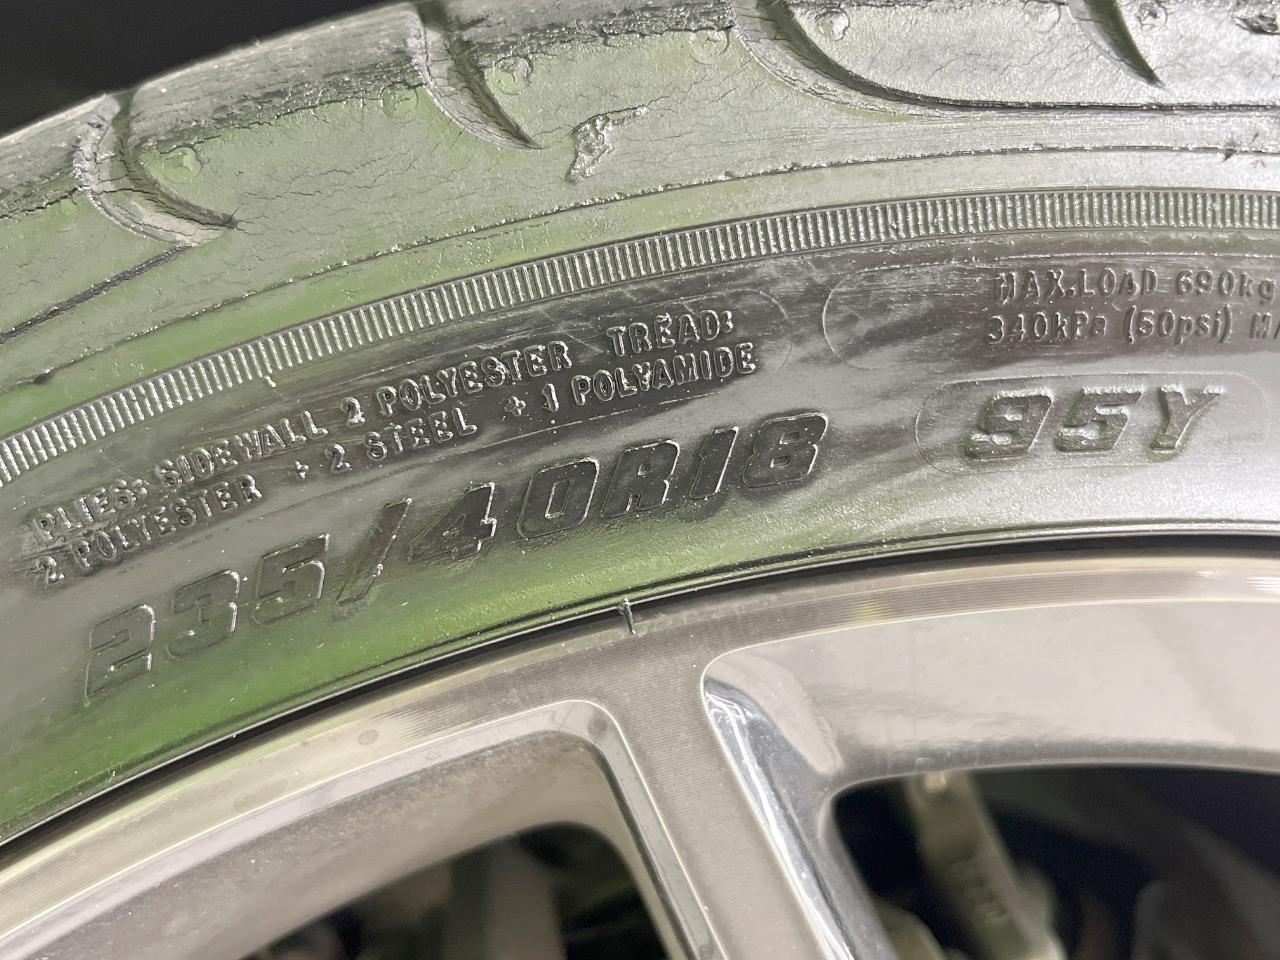 MAX.LOAD 690kg
340kPa (50psi) M
PLIES: SIDEWALL 2 POLYESTER TREAD:
2 POLYESTER + 2 STEEL + 1 POLYAMIDE
235/40R18 95Y